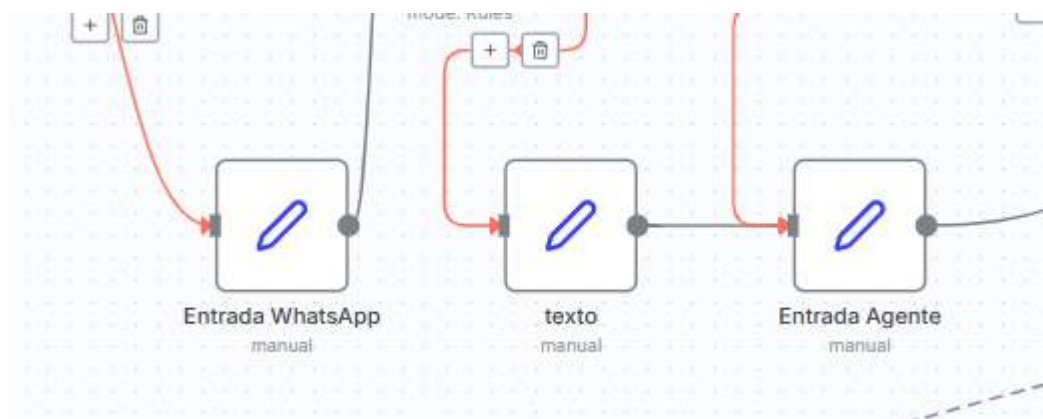 mode: Rules
Entrada WhatsApp
manual
texto
manual
Entrada Agente
manual